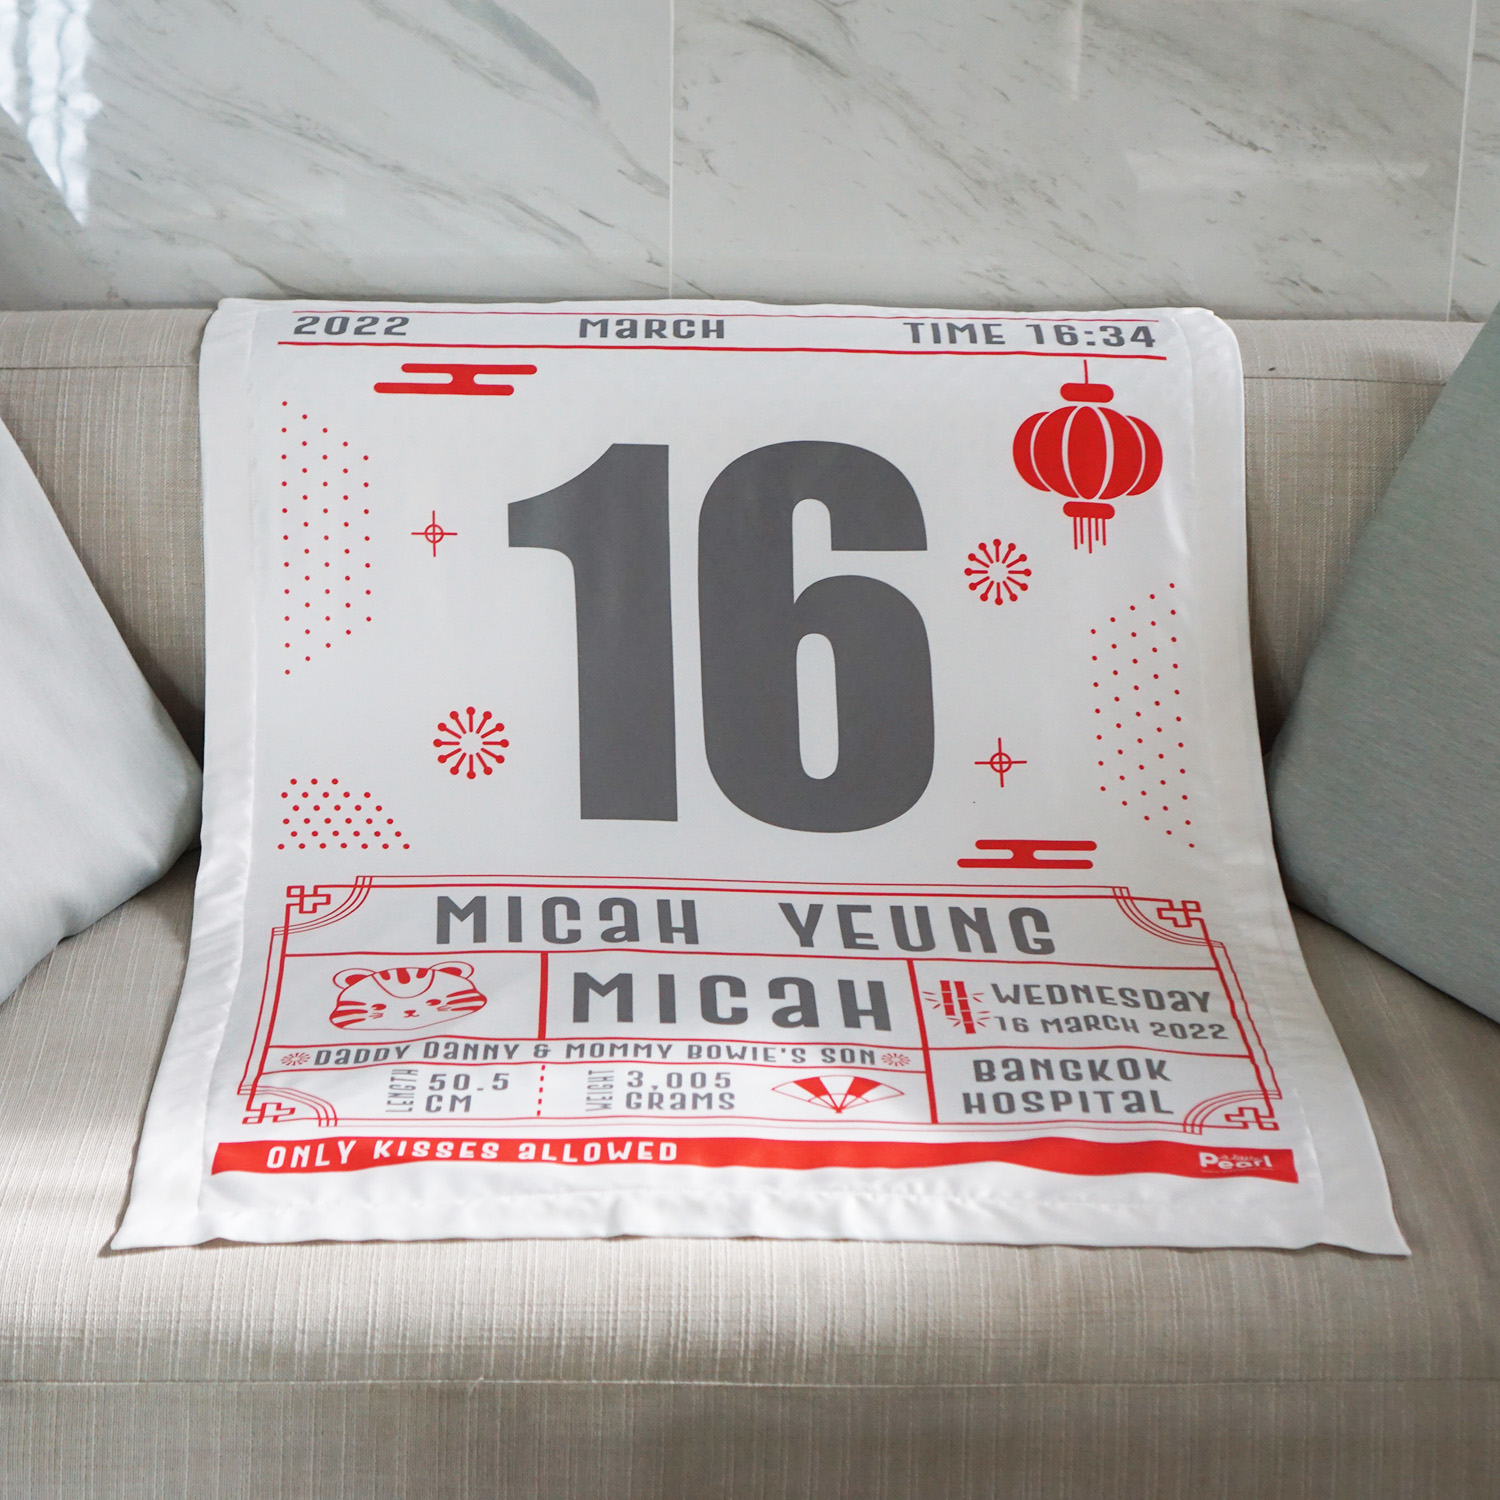 2022 MARCH TIME 16:34
16
MICAH YEUNG
MICAH
WEDNESDAY
16 MARCH 2022
DADDY DANNY & MOMMY BOWIE'S SON
LENGTH
50.5
CM
WEIGHT
3,005
GRAMS
BANGKOK
HOSPITAL
ONLY KISSES ALLOWED
Pearl